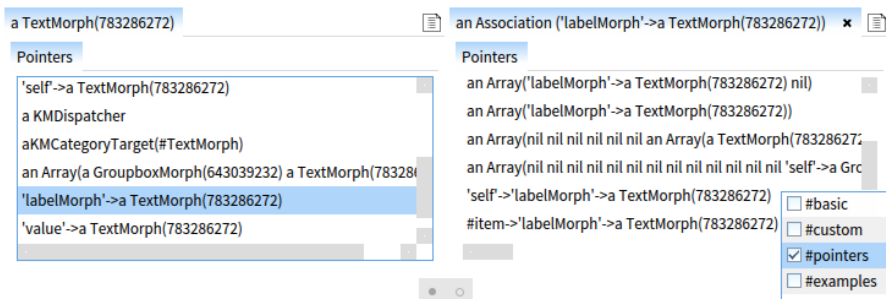 a TextMorph(783286272)
Pointers
'self'->a TextMorph(783286272)
a KMDispatcher
aKMCategoryTarget(#TextMorph)
an Array(a GroupboxMorph(643039232) a TextMorph(78328
'labelMorph'->a TextMorph(783286272)
'value'->a TextMorph(783286272)
an Association ('labelMorph'->a TextMorph(783286272))
Pointers
an Array('labelMorph'->a TextMorph(783286272) nil)
an Array('labelMorph'->a TextMorph(783286272))
an Array(nil nil nil nil nil nil an Array(a TextMorph(78328627
an Array(nil nil nil nil nil nil nil nil nil nil nil nil nil 'self'->a Gro
'self'->'labelMorph'->a TextMorph(783286272)
#item->'labelMorph'->a TextMorph(783286272)
#basic
#custom
#pointers
#examples